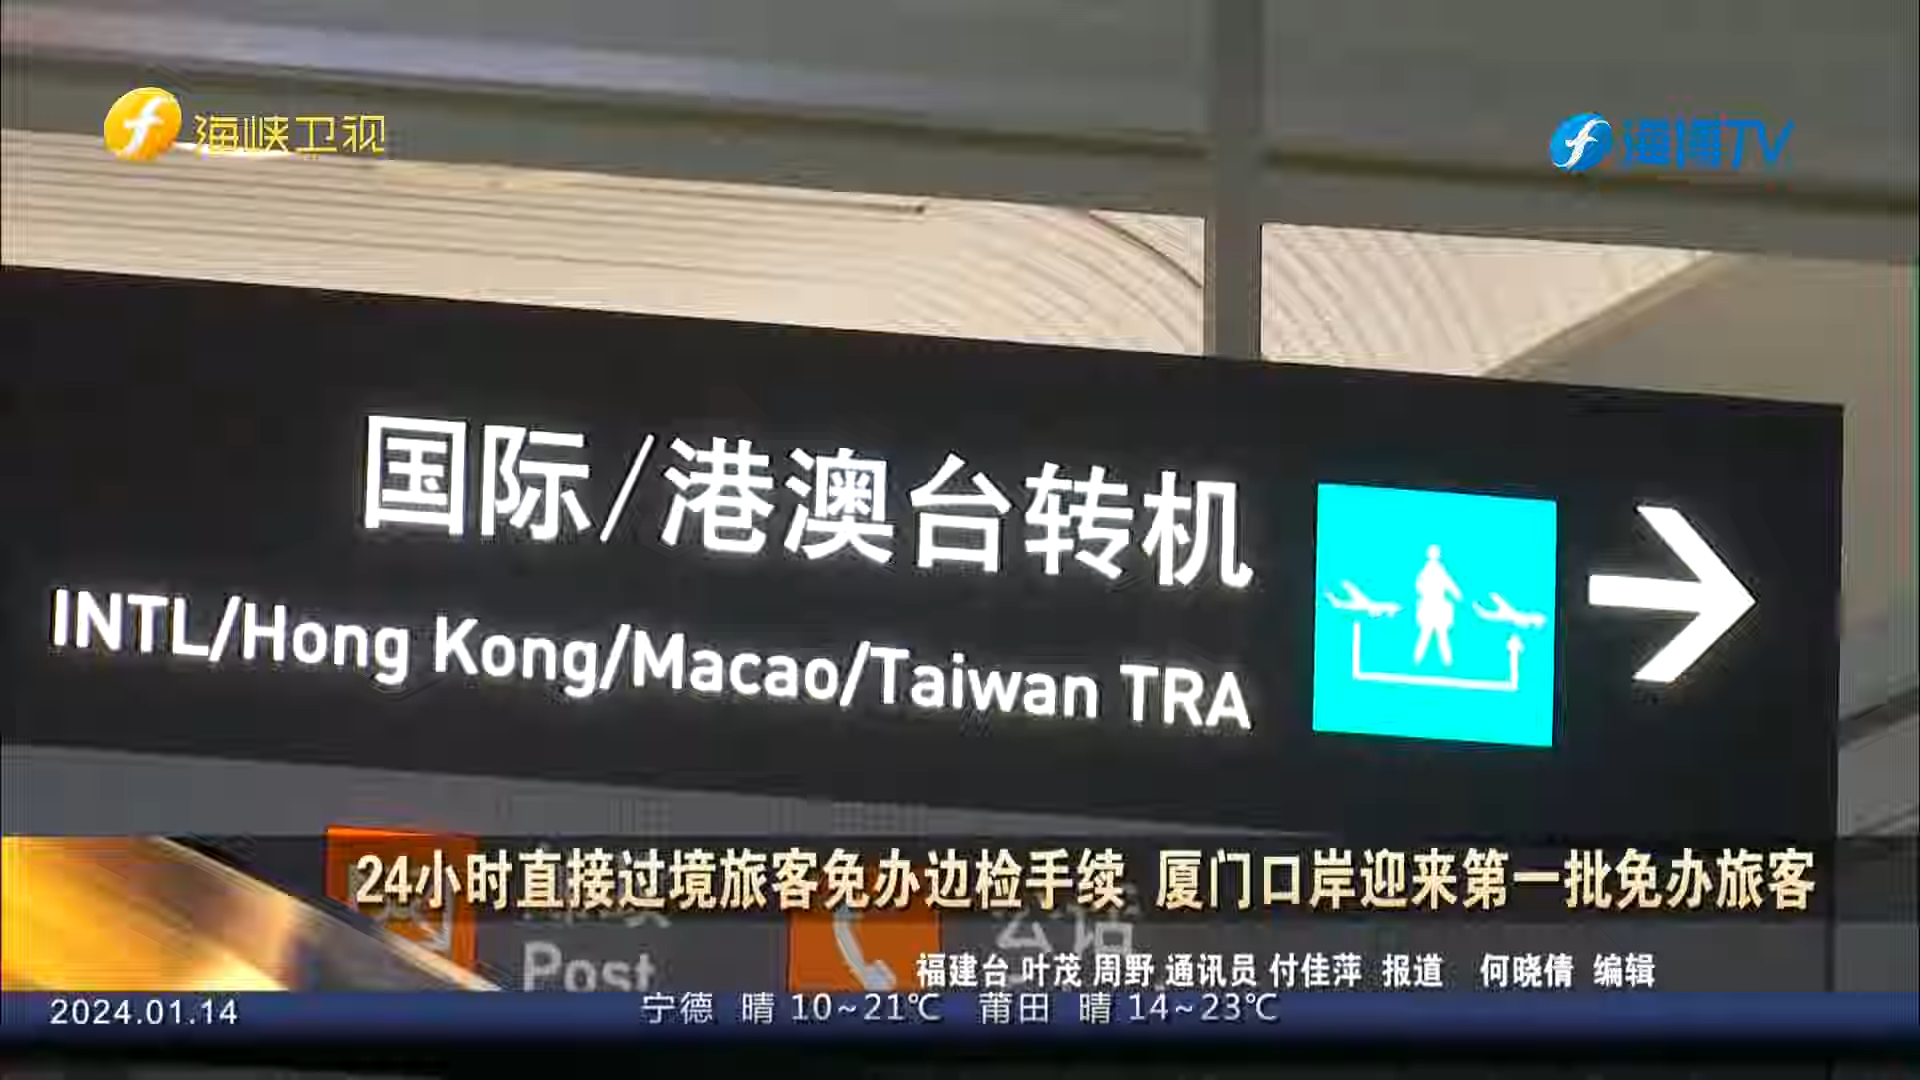 海峡卫视
海博TV
国际/港澳台转机
INTL/Hong Kong/Macao/Taiwan TRA
24小时直接过境旅客免办边检手续 厦门口岸迎来第一批免办旅客
Post
福建台 叶茂 周野 通讯员 付佳萍 报道 何晓倩 编辑
2024.01.14 宁德 晴 10~21℃ 莆田 晴 14~23℃